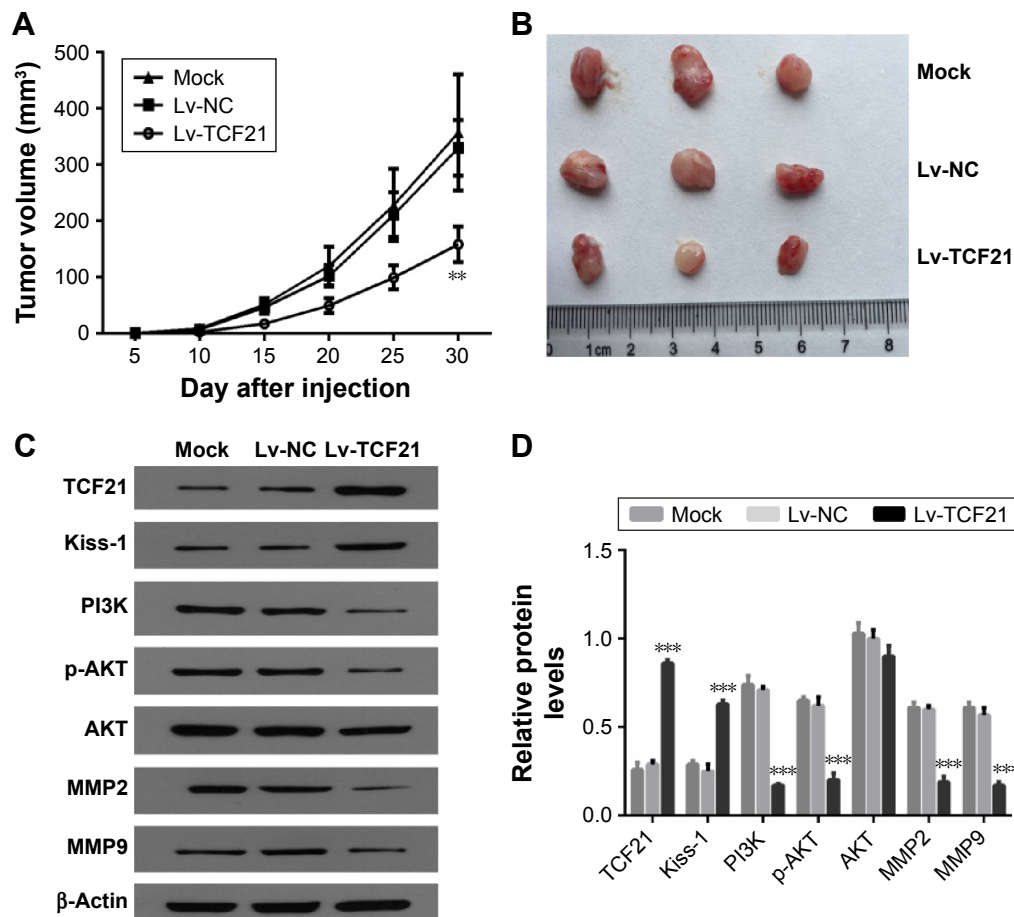 A
Tumor volume (mm³)
500
400
300
200
100
0
Mock
Lv-NC
Lv-TCF21
**
5 10 15 20 25 30
Day after injection
B
Mock
Lv-NC
Lv-TCF21
0 1cm 2 3 4 5 6 7 8
C
Mock Lv-NC Lv-TCF21
TCF21
Kiss-1
PI3K
p-AKT
AKT
MMP2
MMP9
β-Actin
D
Mock Lv-NC Lv-TCF21
Relative protein
levels
1.5
1.0
0.5
0.0
*** *** *** *** *** ***
TCF21 Kiss-1 PI3K p-AKT AKT MMP2 MMP9